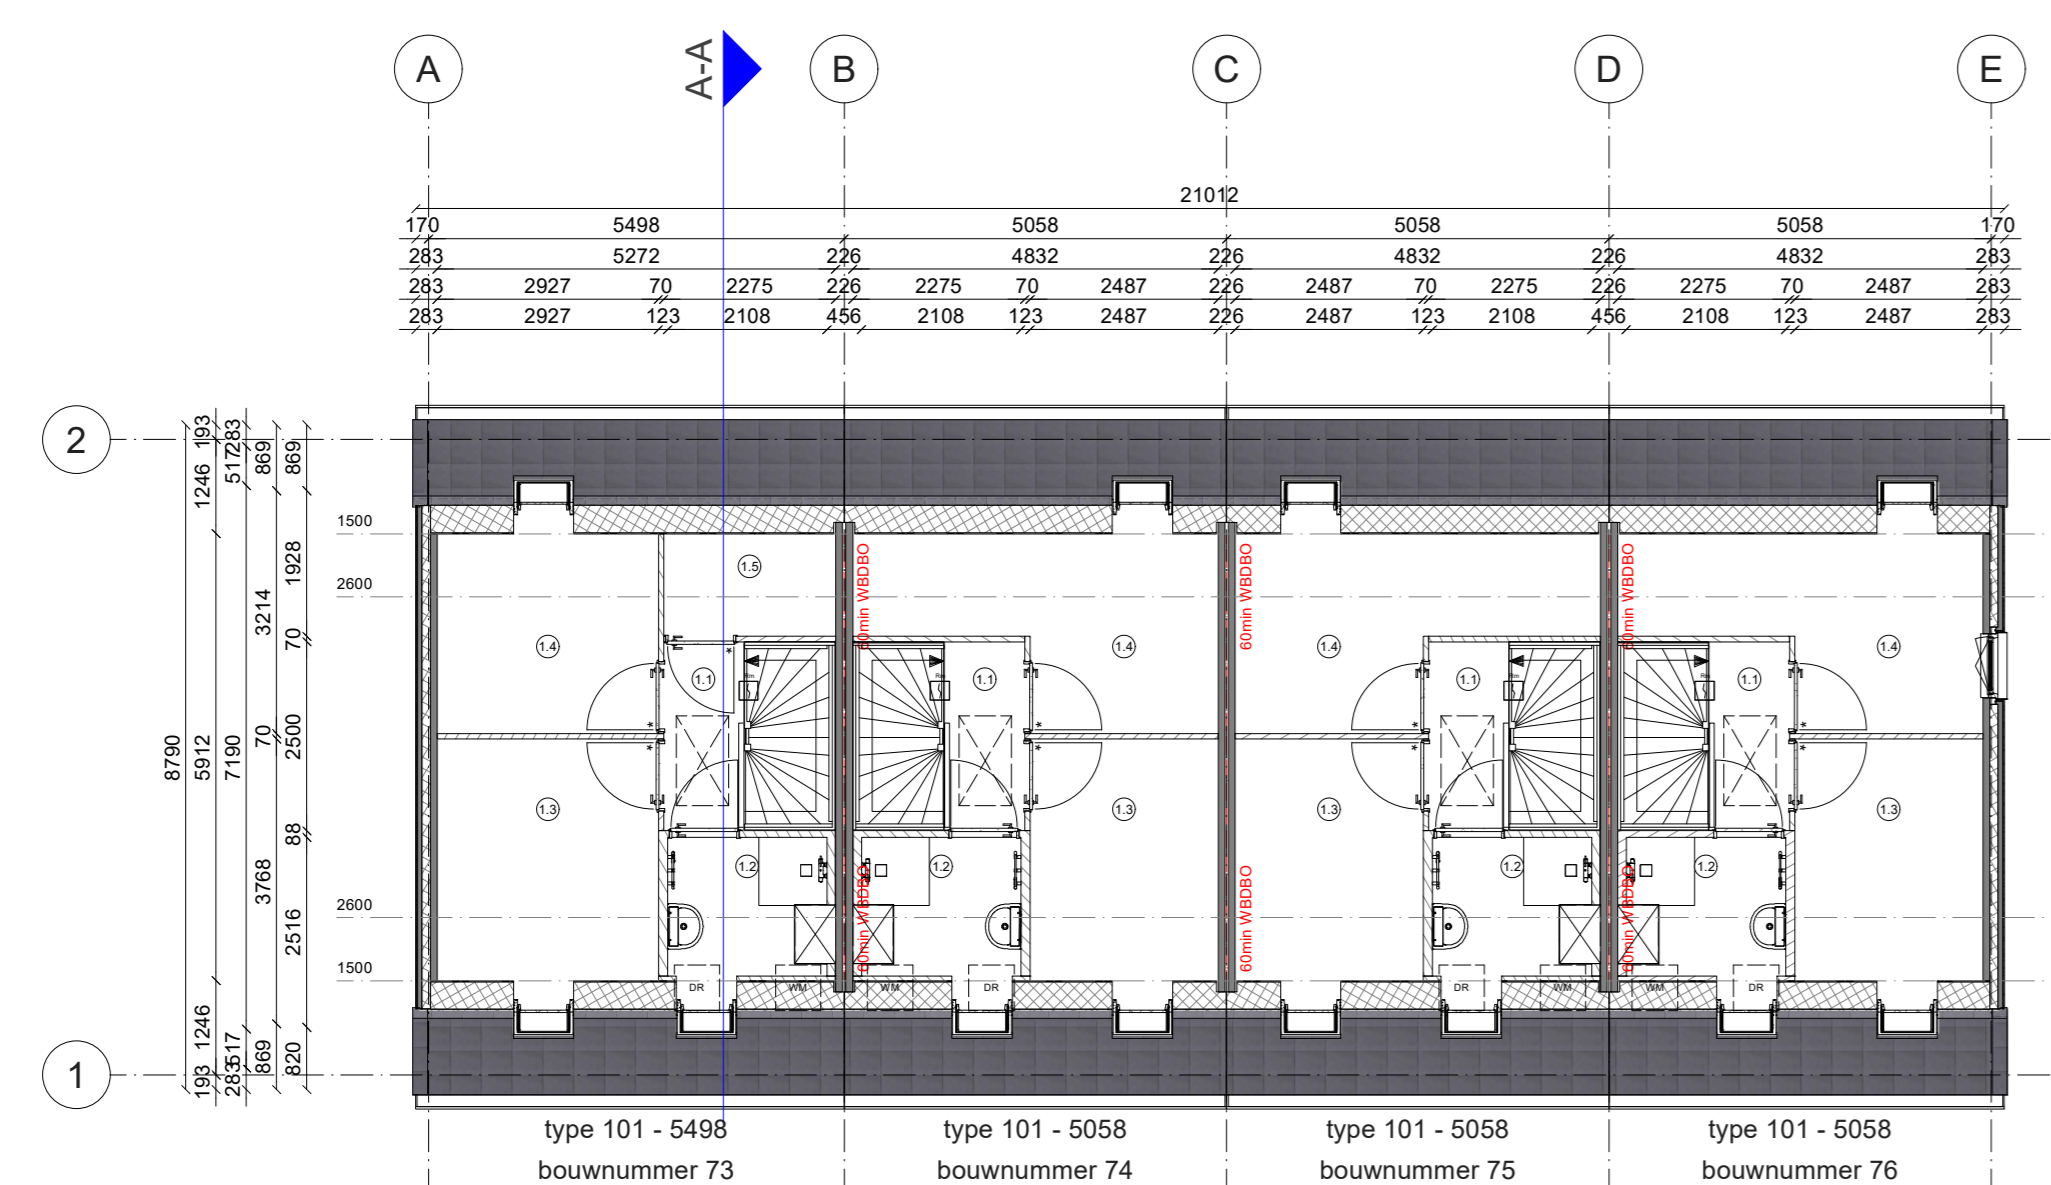 A
A-A
B
C
D
E
21012
170 5498 5058 5058 5058 170
283 5272 226 4832 226 4832 226 4832 283
283 2927 70 2275 226 2275 70 2487 226 2487 70 2275 226 2275 70 2487 283
283 2927 123 2108 456 2108 123 2487 226 2487 123 2108 456 2108 123 2487 283
2
1
8790
193 1246 5912 1246 193
283 517 72 7190 517 283
869 3214 70 3768 869
869 1928 70 2500 88 2516 820
1500
2600
2600
1500
1.5
1.4
1.1
1.3
1.2
DR
WM
Rm
*
*
*
60min WBDBO
60min WBDBO
1.1
1.4
1.3
1.2
WM
DR
Rm
*
*
60min WBDBO
60min WBDBO
1.4
1.1
1.3
1.2
DR
WM
Rm
*
*
60min WBDBO
60min WBDBO
1.1
1.4
1.3
1.2
WM
DR
Rm
*
*
type 101 - 5498
bouwnummer 73
type 101 - 5058
bouwnummer 74
type 101 - 5058
bouwnummer 75
type 101 - 5058
bouwnummer 76